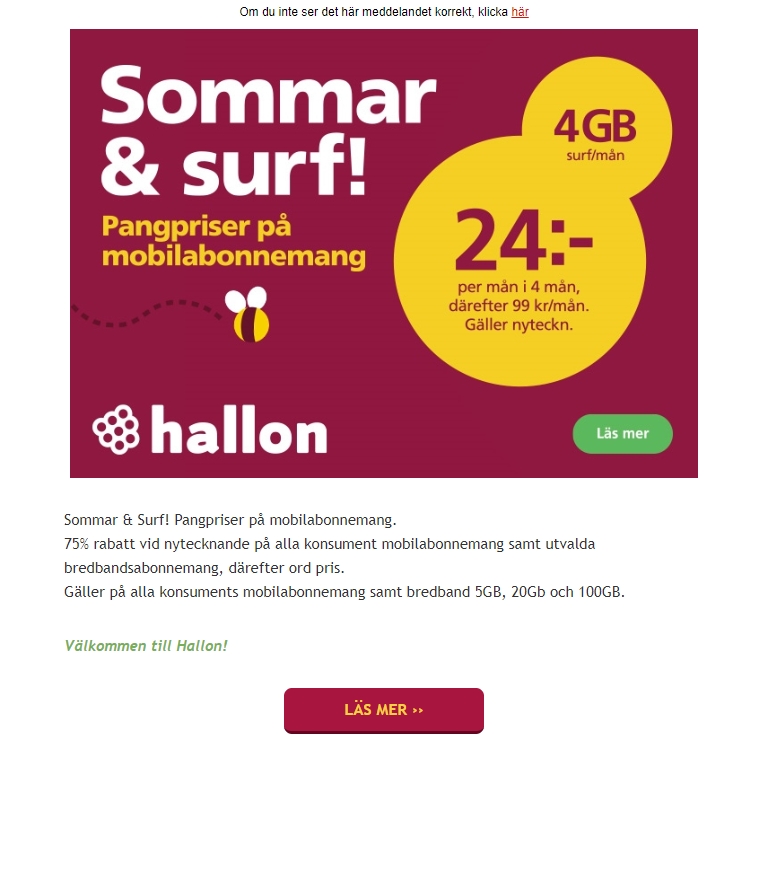 Om du inte ser det här meddelandet korrekt, klicka här
Sommar
& surf!
Pangpriser på
mobilabonnemang
4GB
surf/mån
24:-
per mån i 4 mån,
därefter 99 kr/mån.
Gäller nyteckn.
hallon
Läs mer
Sommar & Surf! Pangpriser på mobilabonnemang.
75% rabatt vid nytecknande på alla konsument mobilabonnemang samt utvalda
bredbandsabonnemang, därefter ord pris.
Gäller på alla konsuments mobilabonnemang samt bredband 5GB, 20Gb och 100GB.
Välkommen till Hallon!
LÄS MER ››